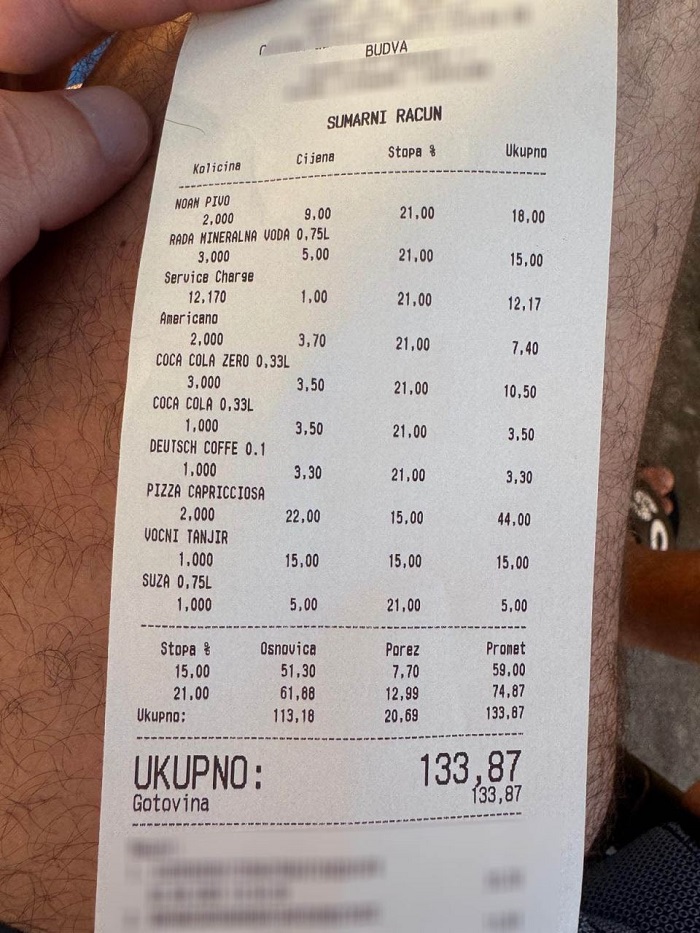 BUDVA
SUMARNI RACUN
Kolicina Cijena Stopa % Ukupno
NOAM PIVO
2,000 9,00 21,00 18,00
RADA MINERALNA VODA 0,75L
3,000 5,00 21,00 15,00
Service Charge
12,170 1,00 21,00 12,17
Americano
2,000 3,70 21,00 7,40
COCA COLA ZERO 0,33L
3,000 3,50 21,00 10,50
COCA COLA 0,33L
1,000 3,50 21,00 3,50
DEUTSCH COFFE 0.1
1,000 3,30 21,00 3,30
PIZZA CAPRICCIOSA
2,000 22,00 15,00 44,00
VOCNI TANJIR
1,000 15,00 15,00 15,00
SUZA 0,75L
1,000 5,00 21,00 5,00
Stopa % Osnovica Porez Promet
15,00 51,30 7,70 59,00
21,00 61,88 12,99 74,87
Ukupno: 113,18 20,69 133,87
UKUPNO: 133,87
Gotovina 133,87